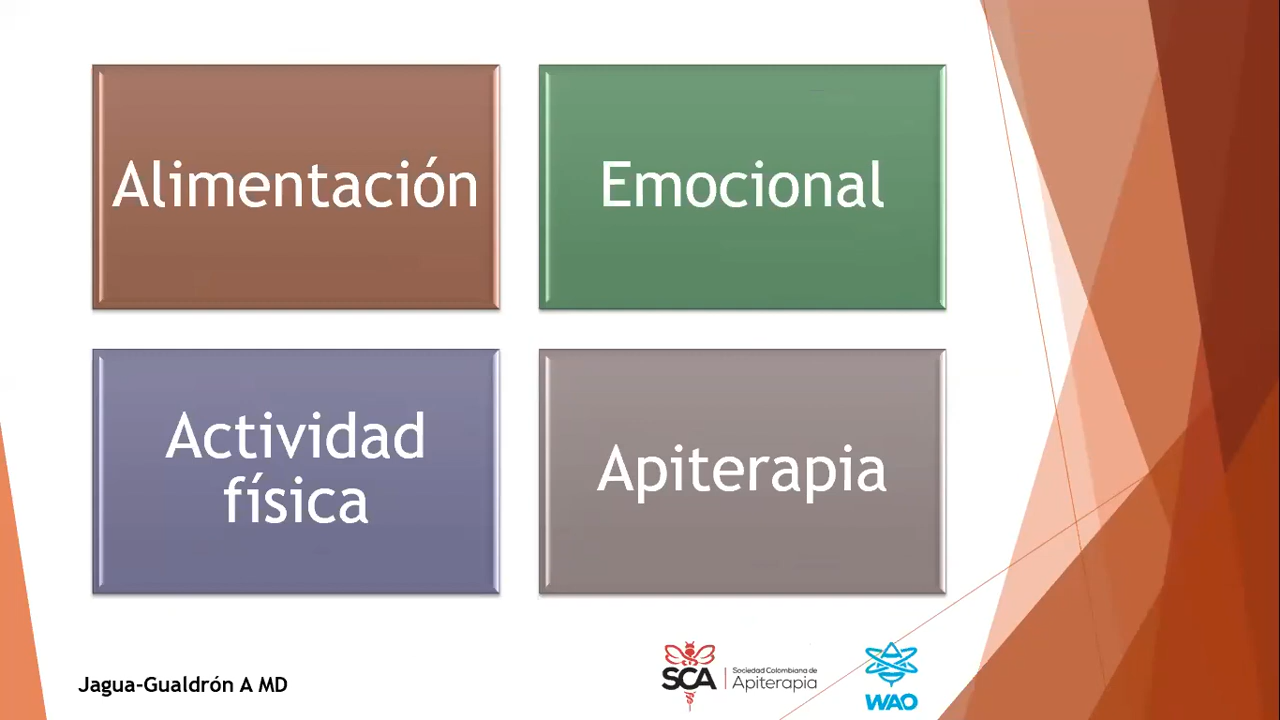 Alimentación
Emocional
Actividad
física
Apiterapia
Jagua-Gualdrón A MD
SCA
Sociedad Colombiana de
Apiterapia
WAO